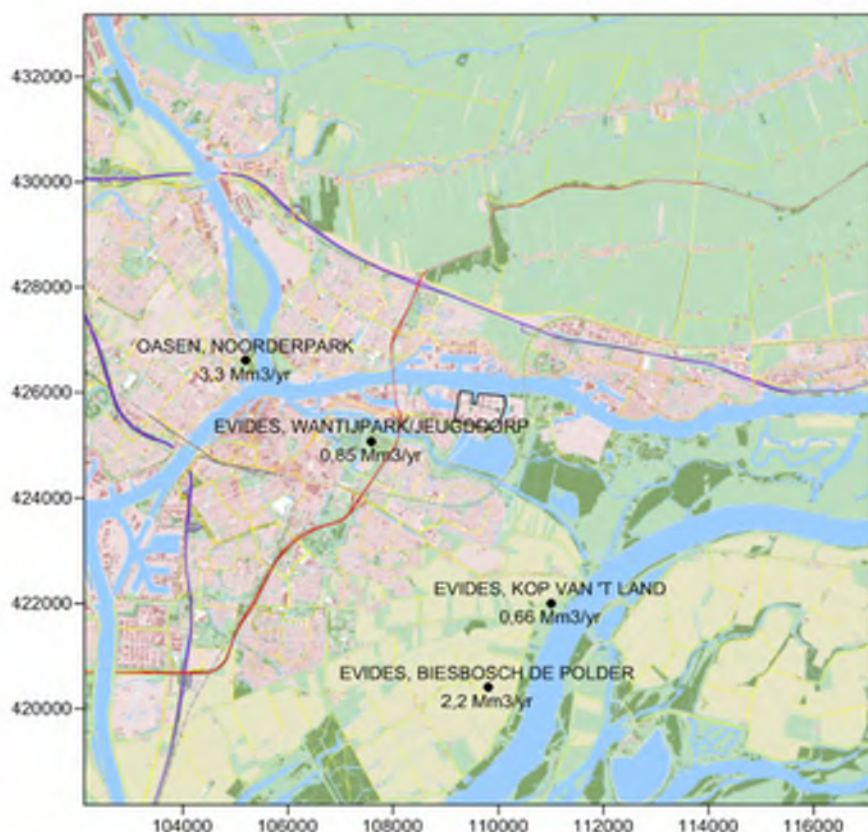 432000
430000
428000
OASEN, NOORDERPARK
3,3 Mm3/yr
426000
EVIDES, WANTIJPARK/JEUGDDORP
0,85 Mm3/yr
424000
EVIDES, KOP VAN 'T LAND
422000
0,66 Mm3/yr
EVIDES, BIESBOSCH DE POLDER
2,2 Mm3/yr
420000
104000 106000 108000 110000 112000 114000 116000